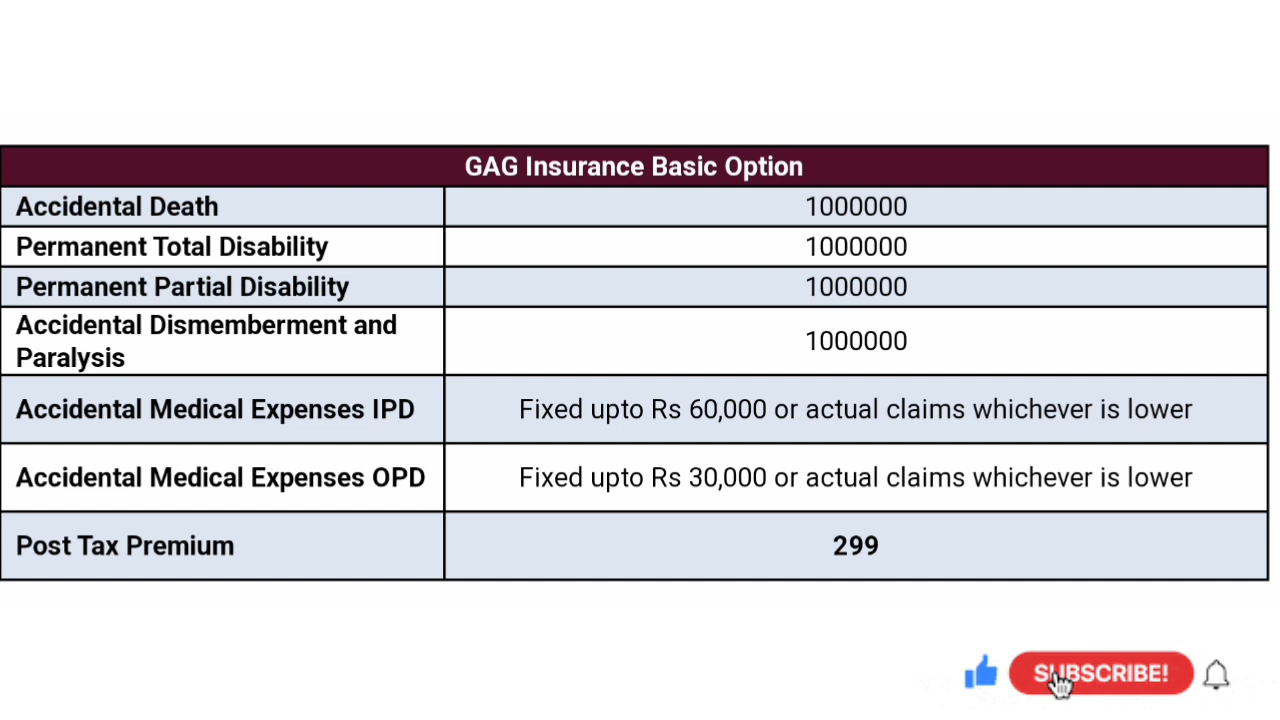 GAG Insurance Basic Option
Accidental Death 1000000
Permanent Total Disability 1000000
Permanent Partial Disability 1000000
Accidental Dismemberment and
Paralysis 1000000
Accidental Medical Expenses IPD Fixed upto Rs 60,000 or actual claims whichever is lower
Accidental Medical Expenses OPD Fixed upto Rs 30,000 or actual claims whichever is lower
Post Tax Premium 299
SUBSCRIBE!